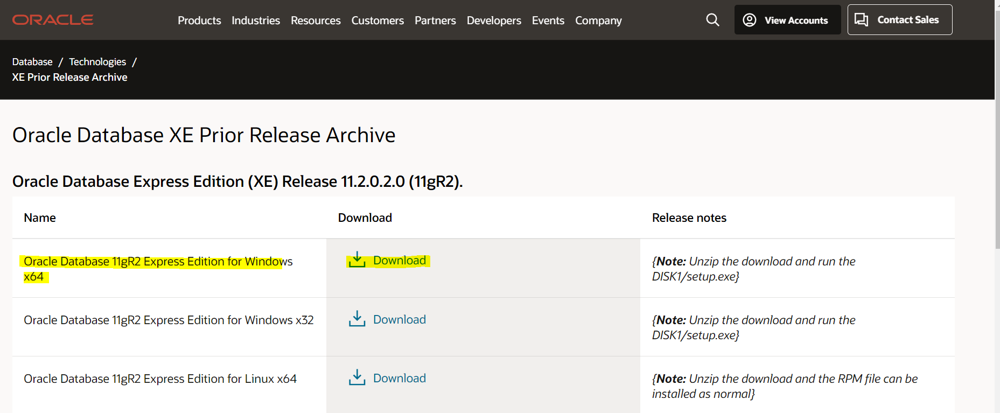 ORACLE
Products Industries Resources Customers Partners Developers Events Company
View Accounts
Contact Sales
Database / Technologies /
XE Prior Release Archive
Oracle Database XE Prior Release Archive
Oracle Database Express Edition (XE) Release 11.2.0.2.0 (11gR2).
Name Download Release notes
Oracle Database 11gR2 Express Edition for Windows
x64
Download
{Note: Unzip the download and run the
DISK1/setup.exe}
Oracle Database 11gR2 Express Edition for Windows x32
Download
{Note: Unzip the download and run the
DISK1/setup.exe}
Oracle Database 11gR2 Express Edition for Linux x64
Download
{Note: Unzip the download and the RPM file can be
installed as normal}